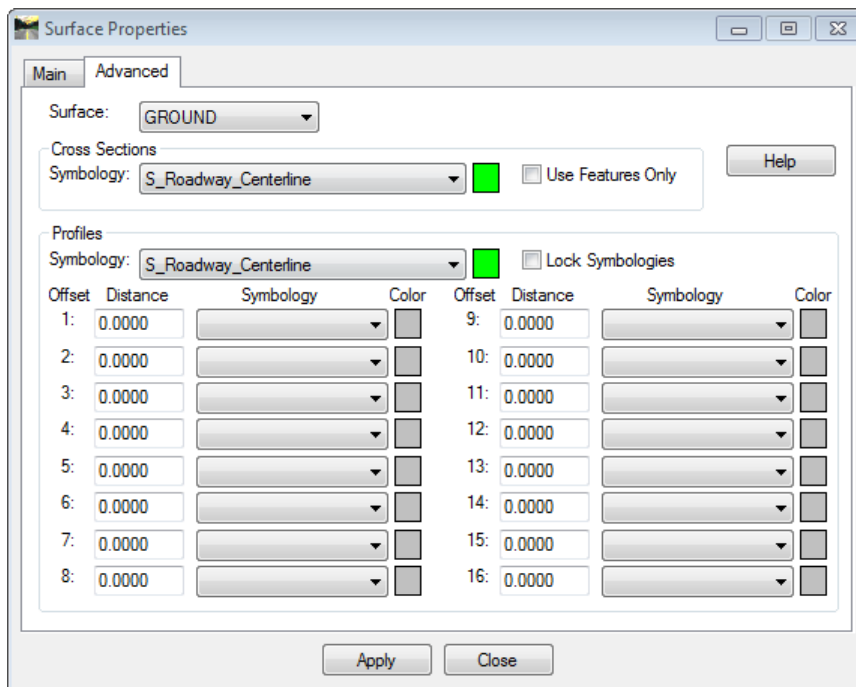 Surface Properties
Main Advanced
Surface: GROUND
Cross Sections
Symbology: S_Roadway_Centerline Use Features Only Help
Profiles
Symbology: S_Roadway_Centerline Lock Symbologies
Offset Distance Symbology Color Offset Distance Symbology Color
1: 0.0000 9: 0.0000
2: 0.0000 10: 0.0000
3: 0.0000 11: 0.0000
4: 0.0000 12: 0.0000
5: 0.0000 13: 0.0000
6: 0.0000 14: 0.0000
7: 0.0000 15: 0.0000
8: 0.0000 16: 0.0000
Apply Close